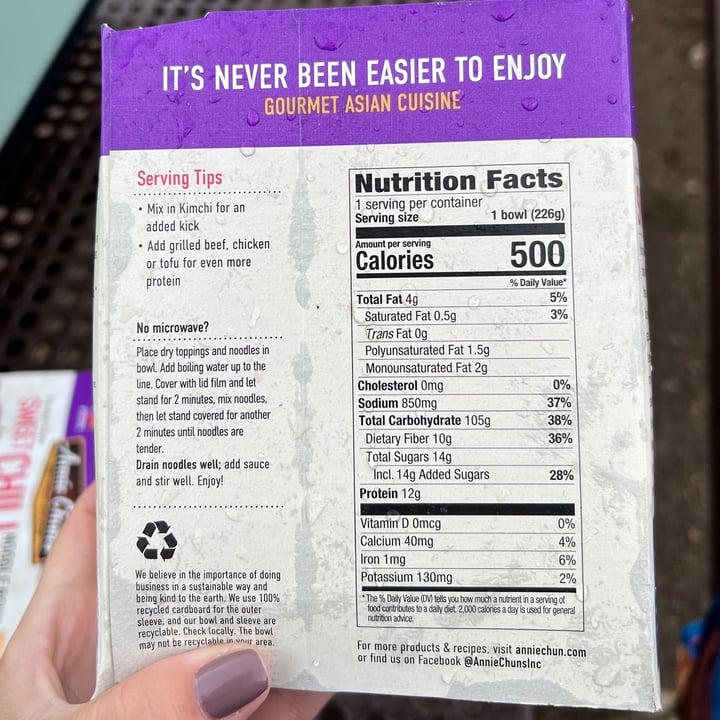 IT'S NEVER BEEN EASIER TO ENJOY
GOURMET ASIAN CUISINE
Serving Tips
• Mix in Kimchi for an
added kick
• Add grilled beef, chicken
or tofu for even more
protein
No microwave?
Place dry toppings and noodles in
bowl. Add boiling water up to the
line. Cover with lid film and let
stand for 2 minutes, mix noodles,
then let stand covered for another
2 minutes until noodles are
tender.
Drain noodles well; add sauce
and stir well. Enjoy!
We believe in the importance of doing
business in a sustainable way and
being kind to the earth. We use 100%
recycled cardboard for the outer
sleeve, and our bowl and sleeve are
recyclable. Check locally. The bowl
may not be recyclable in your area.
Nutrition Facts
1 serving per container
Serving size 1 bowl (226g)
Amount per serving
Calories 500
% Daily Value*
Total Fat 4g 5%
Saturated Fat 0.5g 3%
Trans Fat 0g
Polyunsaturated Fat 1.5g
Monounsaturated Fat 2g
Cholesterol 0mg 0%
Sodium 850mg 37%
Total Carbohydrate 105g 38%
Dietary Fiber 10g 36%
Total Sugars 14g
Incl. 14g Added Sugars 28%
Protein 12g
Vitamin D 0mcg 0%
Calcium 40mg 4%
Iron 1mg 6%
Potassium 130mg 2%
* The % Daily Value (DV) tells you how much a nutrient in a serving of
food contributes to a daily diet. 2,000 calories a day is used for general
nutrition advice.
For more products & recipes, visit anniechun.com
or find us on Facebook @AnnieChunsInc
SWEET